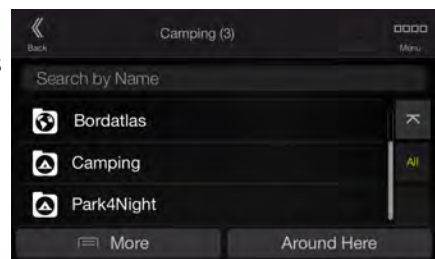 Camping (3)
Back
Menu
Search by Name
Bordatlas
Camping
All
Park4Night
More
Around Here